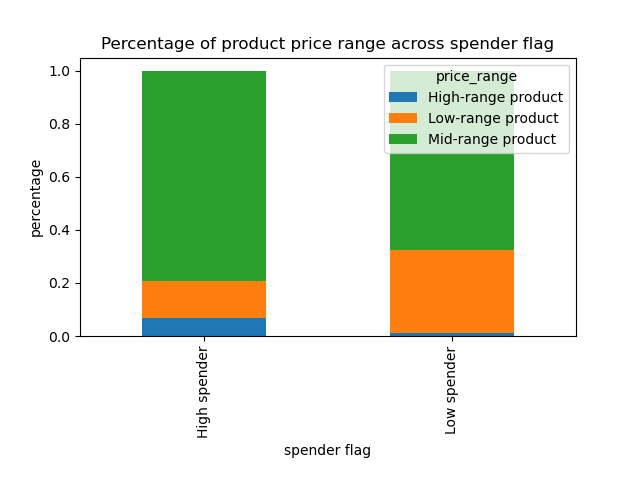 Percentage of product price range across spender flag
percentage
1.0
0.8
0.6
0.4
0.2
0.0
price_range
High-range product
Low-range product
Mid-range product
High spender
Low spender
spender flag